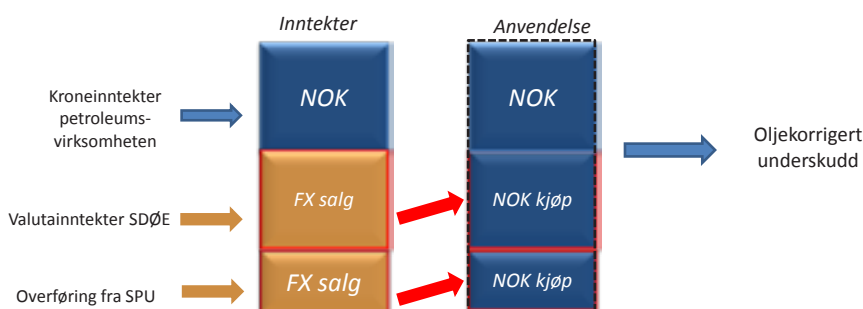 Inntekter
Anvendelse
Kroneinntekter
petroleums-
virksomheten
NOK
NOK
Oljekorrigert
underskudd
Valutainntekter SDØE
FX salg
NOK kjøp
Overføring fra SPU
FX salg
NOK kjøp